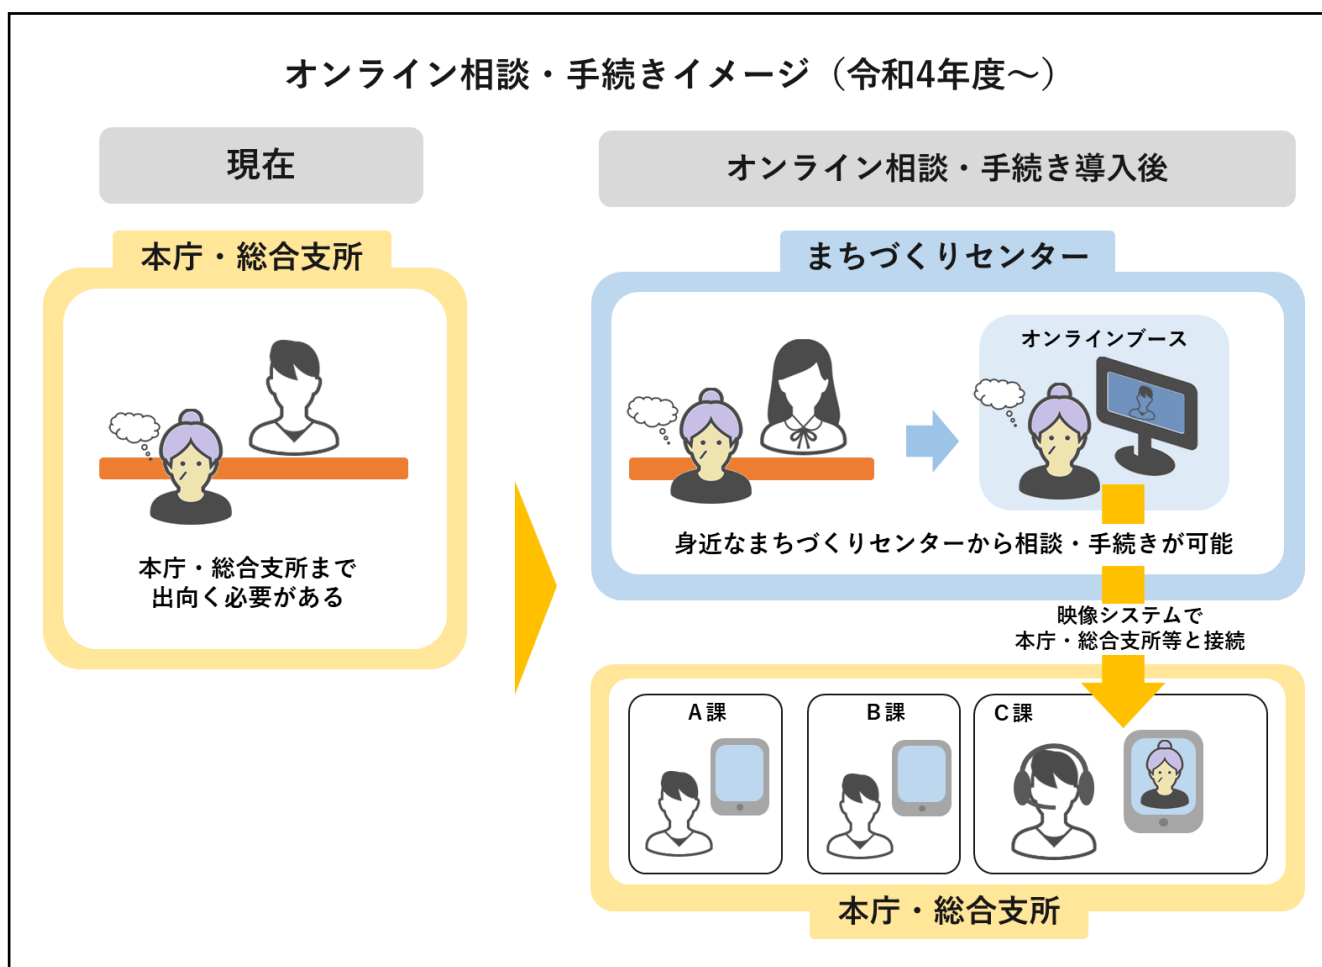 オンライン相談・手続きイメージ（令和4年度～）
現在
本庁・総合支所
本庁・総合支所まで
出向く必要がある
オンライン相談・手続き導入後
まちづくりセンター
オンラインブース
身近なまちづくりセンターから相談・手続きが可能
映像システムで
本庁・総合支所等と接続
A課
B課
C課
本庁・総合支所